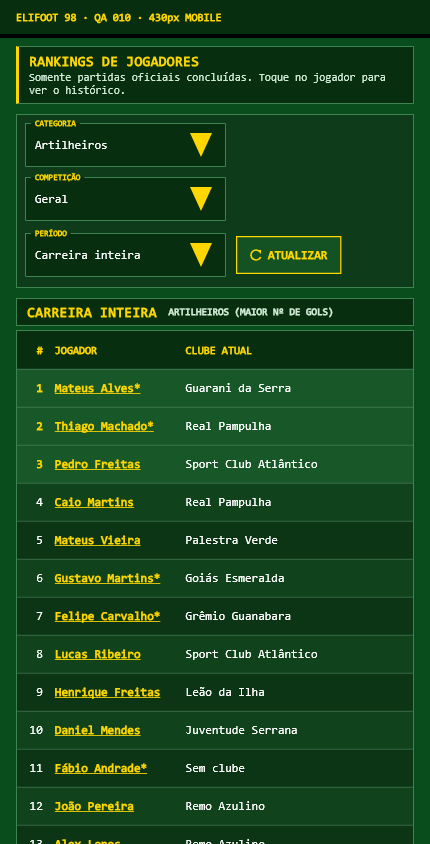 ELIFOOT 98 · QA 010 · 430px MOBILE
RANKINGS DE JOGADORES
Somente partidas oficiais concluídas. Toque no jogador para
ver o histórico.
CATEGORIA
Artilheiros
COMPETIÇÃO
Geral
PERÍODO
Carreira inteira
ATUALIZAR
CARREIRA INTEIRA ARTILHEIROS (MAIOR Nº DE GOLS)
# JOGADOR CLUBE ATUAL
1 Mateus Alves* Guarani da Serra
2 Thiago Machado* Real Pampulha
3 Pedro Freitas Sport Club Atlântico
4 Caio Martins Real Pampulha
5 Mateus Vieira Palestra Verde
6 Gustavo Martins* Goiás Esmeralda
7 Felipe Carvalho* Grêmio Guanabara
8 Lucas Ribeiro Sport Club Atlântico
9 Henrique Freitas Leão da Ilha
10 Daniel Mendes Juventude Serrana
11 Fábio Andrade* Sem clube
12 João Pereira Remo Azulino
13 Alex Lopes Remo Azulino